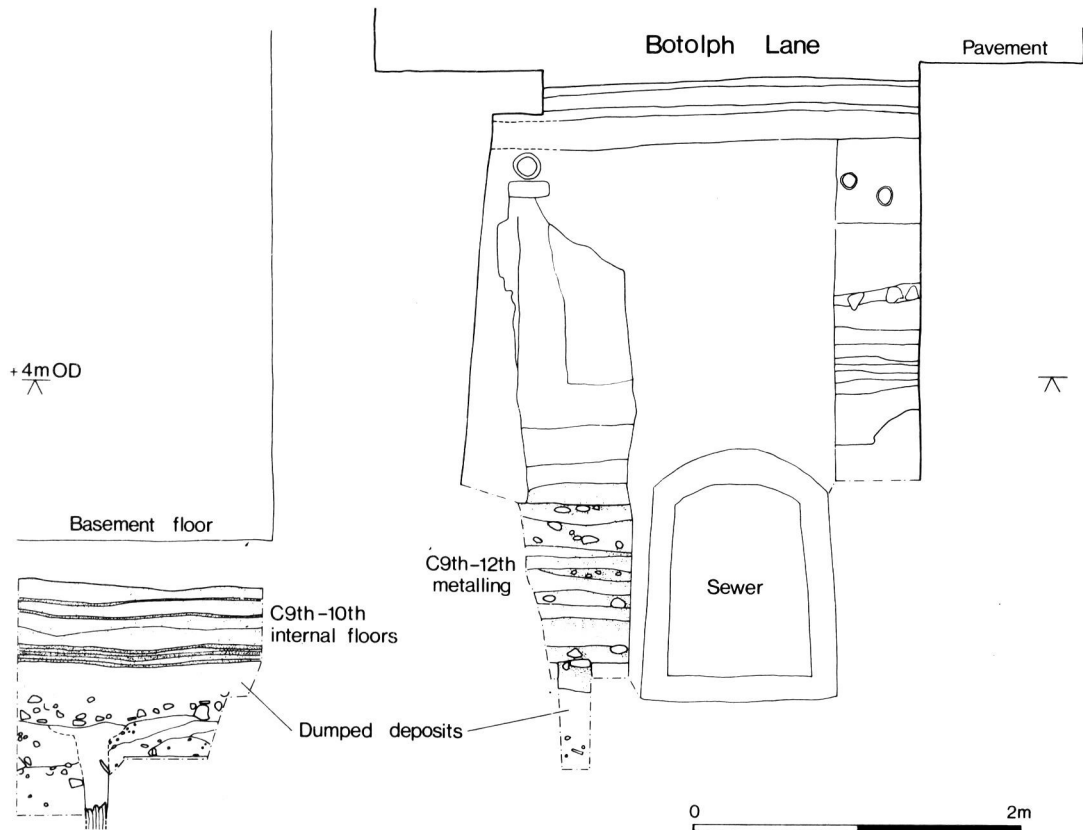 Botolph Lane
Pavement
+4m OD
Basement floor
C9th-12th
metalling
Sewer
C9th-10th
internal floors
Dumped deposits
0 2m